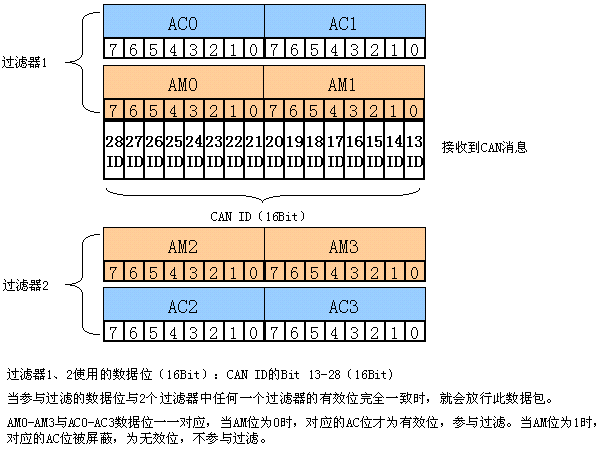 AC0 AC1
7 6 5 4 3 2 1 0 7 6 5 4 3 2 1 0
过滤器1
AM0 AM1
7 6 5 4 3 2 1 0 7 6 5 4 3 2 1 0
28 27 26 25 24 23 22 21 20 19 18 17 16 15 14 13
ID ID ID ID ID ID ID ID ID ID ID ID ID ID ID ID
接收到CAN消息
CAN ID（16Bit）
AM2 AM3
7 6 5 4 3 2 1 0 7 6 5 4 3 2 1 0
过滤器2
AC2 AC3
7 6 5 4 3 2 1 0 7 6 5 4 3 2 1 0
过滤器1、2使用的数据位（16Bit）：CAN ID的Bit 13-28（16Bit）
当参与过滤的数据位与2个过滤器中任何一个过滤器的有效位完全一致时，就会放行此数据包。
AM0-AM3与AC0-AC3数据位一一对应，当AM位为0时，对应的AC位才为有效位，参与过滤。当AM位为1时，
对应的AC位被屏蔽，为无效位，不参与过滤。